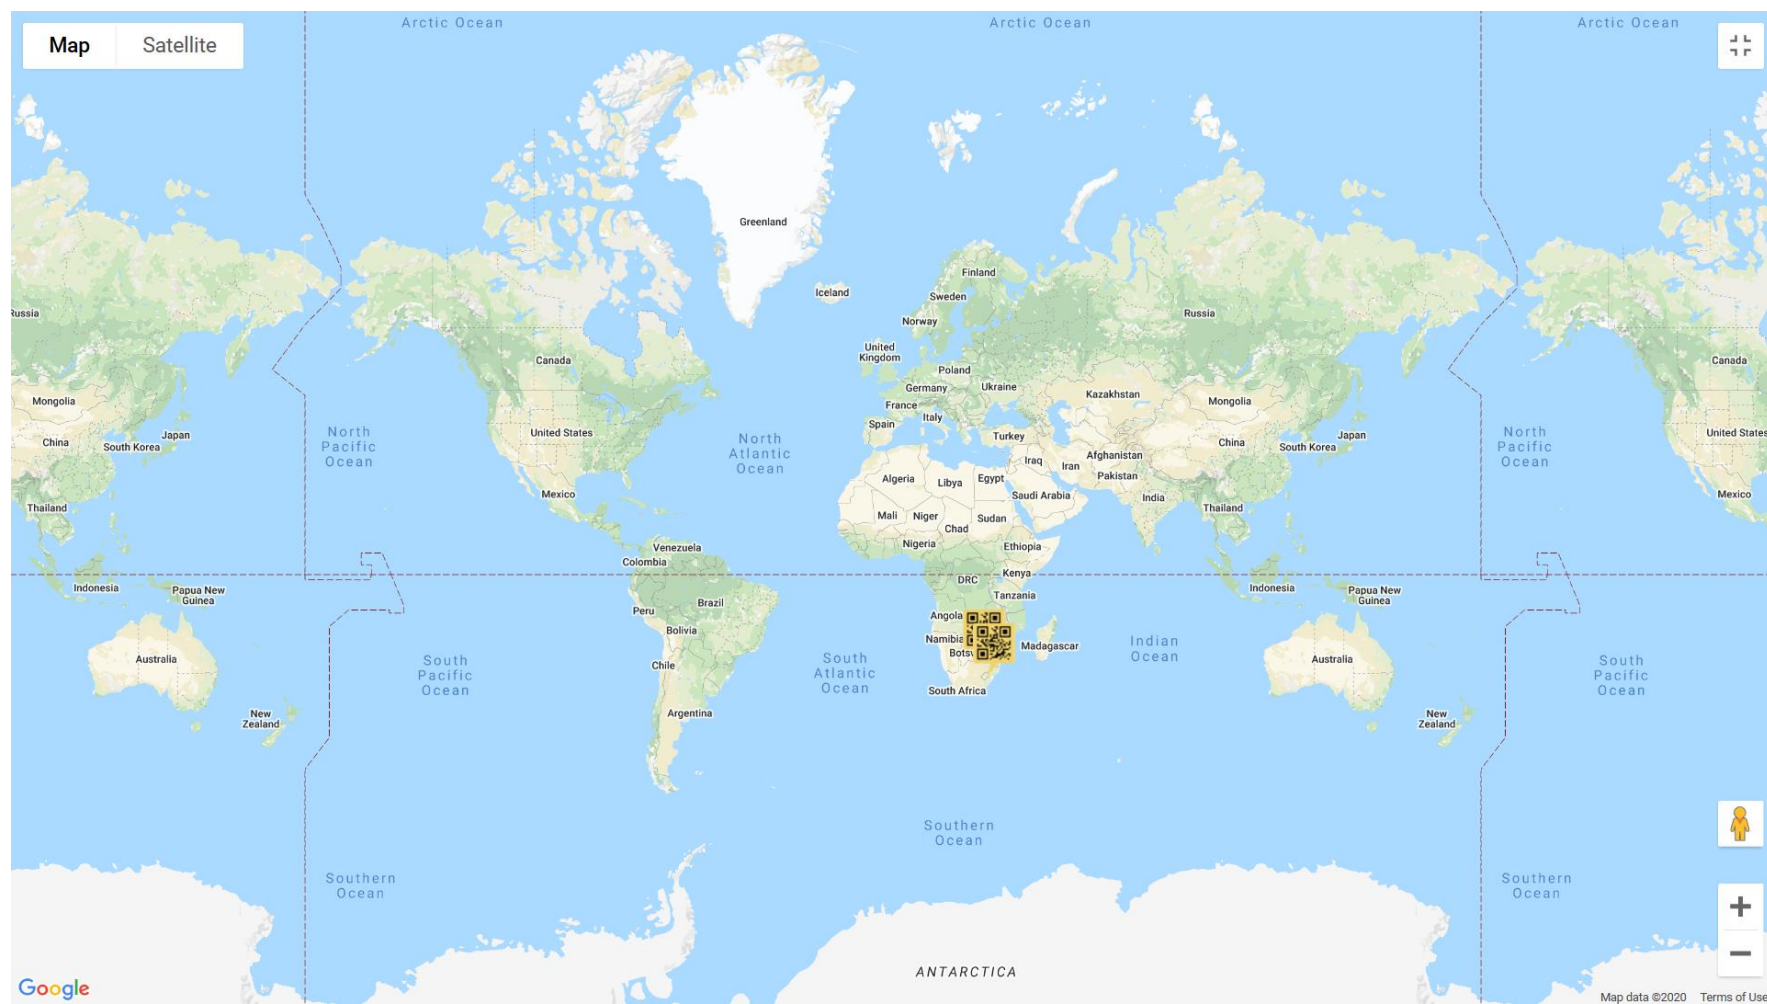 Arctic Ocean
Arctic Ocean
Arctic Ocean
Map
Satellite
Greenland
Finland
Iceland
Sweden
Russia
Russia
Norway
United
Kingdom
Canada
Canada
Poland
Germany
Ukraine
Kazakhstan
Mongolia
Mongolia
France
Italy
Spain
North
Pacific
Ocean
United States
North
Atlantic
Ocean
Turkey
China
South Korea
Japan
China
South Korea
Japan
North
Pacific
Ocean
United States
Afghanistan
Iraq
Iran
Pakistan
Algeria
Libya
Egypt
Saudi Arabia
India
Mexico
Mexico
Thailand
Thailand
Mali
Niger
Chad
Sudan
Nigeria
Ethiopia
Venezuela
Colombia
DRC
Kenya
Tanzania
Indonesia
Papua New
Guinea
Indonesia
Papua New
Guinea
Peru
Brazil
Angola
Bolivia
Namibia
Madagascar
Indian
Ocean
Botsw
Australia
Australia
South
Pacific
Ocean
Chile
South
Atlantic
Ocean
South Africa
South
Pacific
Ocean
New
Zealand
Argentina
New
Zealand
Southern
Ocean
Southern
Ocean
Southern
Ocean
ANTARCTICA
Google
Map data ©2020
Terms of Use